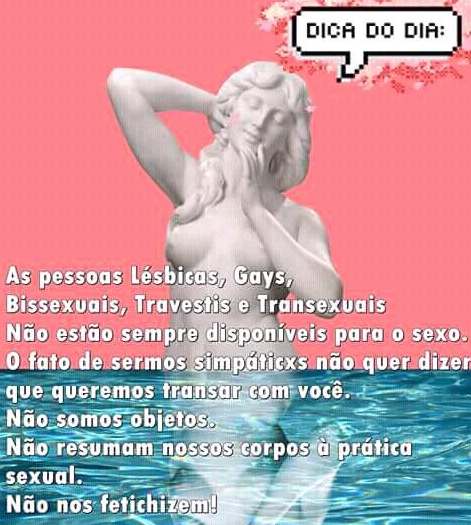 DICA DO DIA:
As pessoas Lésbicas, Gays,
Bissexuais, Travestis e Transexuais
Não estão sempre disponíveis para o sexo.
O fato de sermos simpáticxs não quer dizer
que queremos transar com você.
Não somos objetos.
Não resumam nossos corpos à prática
sexual.
Não nos fetichizem!